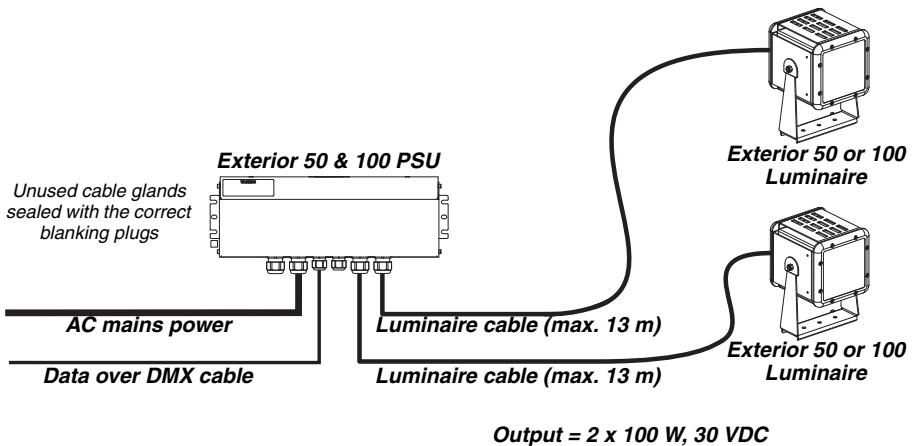 Exterior 50 & 100 PSU
Unused cable glands
sealed with the correct
blanking plugs
Exterior 50 or 100
Luminaire
AC mains power
Luminaire cable (max. 13 m)
Exterior 50 or 100
Luminaire
Data over DMX cable
Luminaire cable (max. 13 m)
Output = 2 x 100 W, 30 VDC